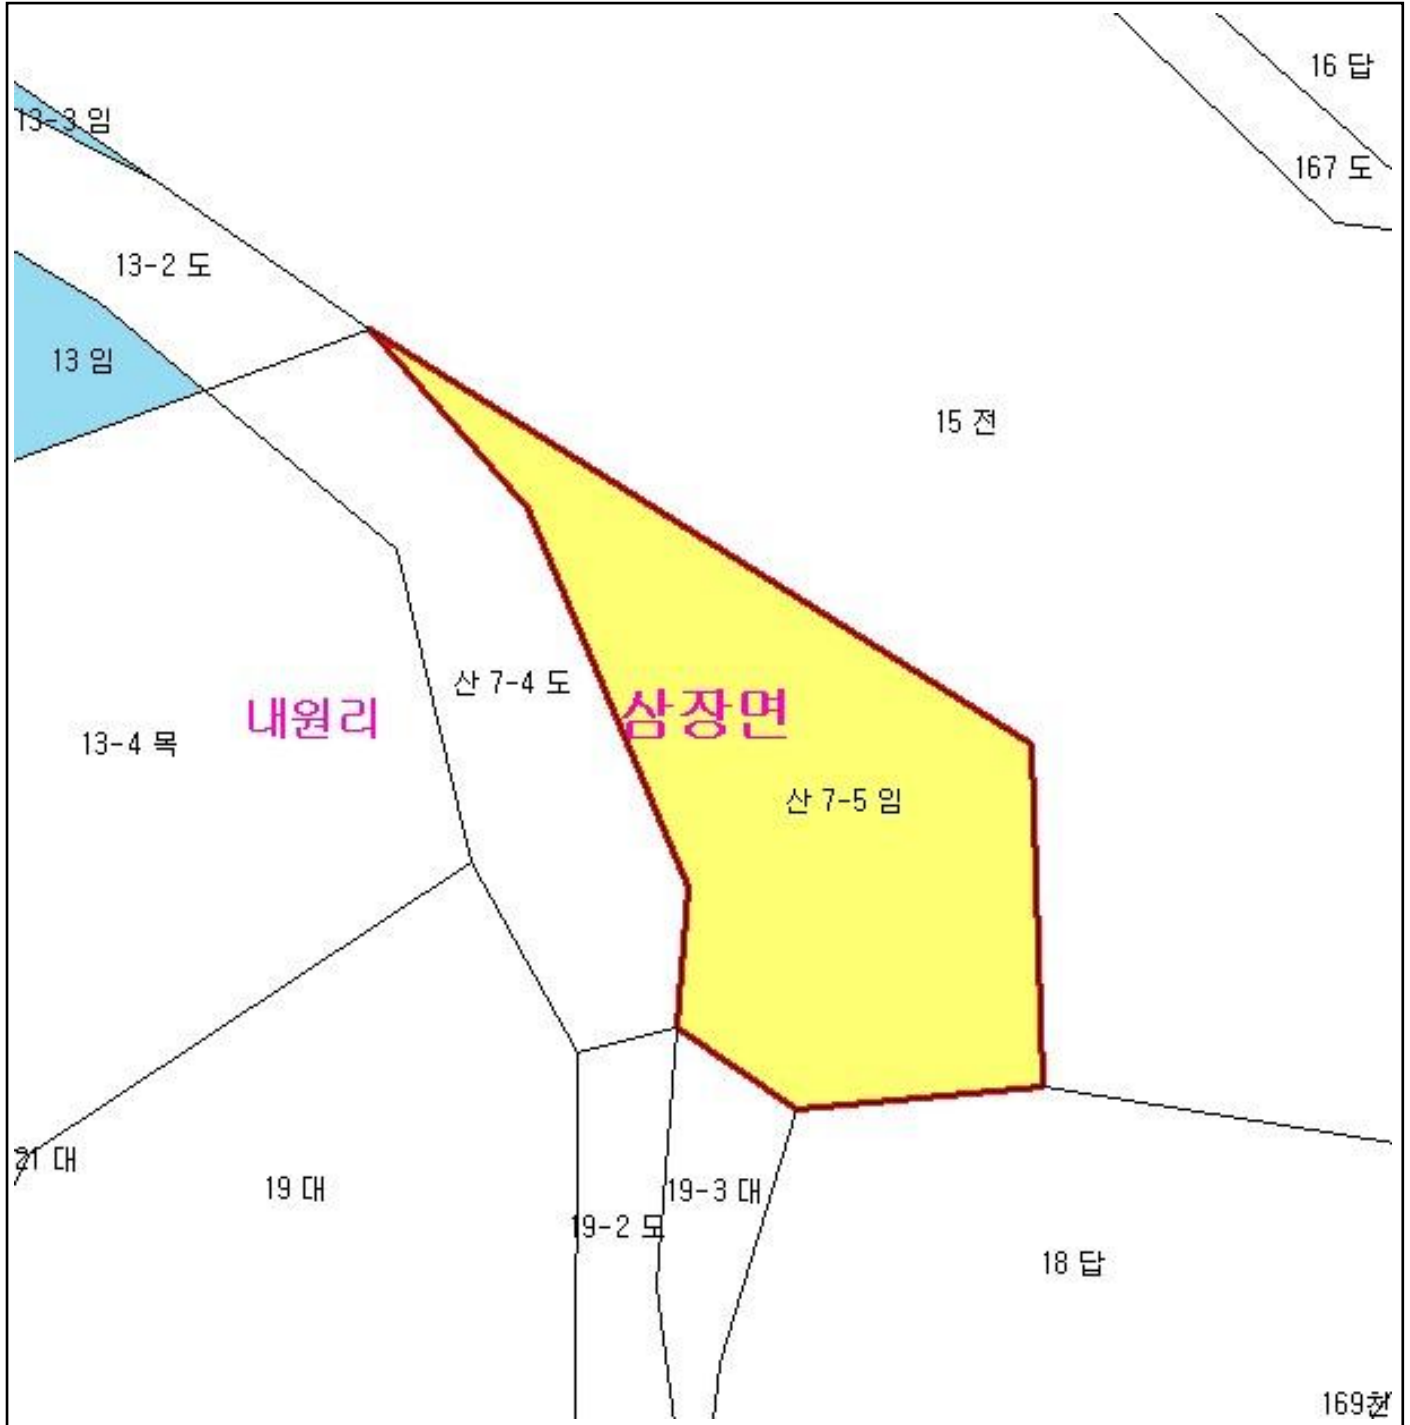 16 답
13-3 임
167 도
13-2 도
13 임
15 전
산 7-4 도
내원리
삼장면
13-4 목
산 7-5 임
21 대
19 대
19-3 대
19-2 도
18 답
169천